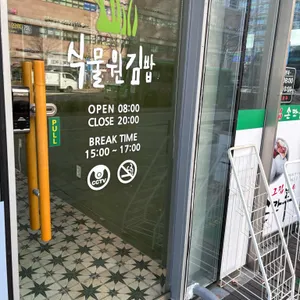 식물원김밥
OPEN 08:00
CLOSE 20:00
BREAK TIME
15:00 ~ 17:00
PULL
CCTV